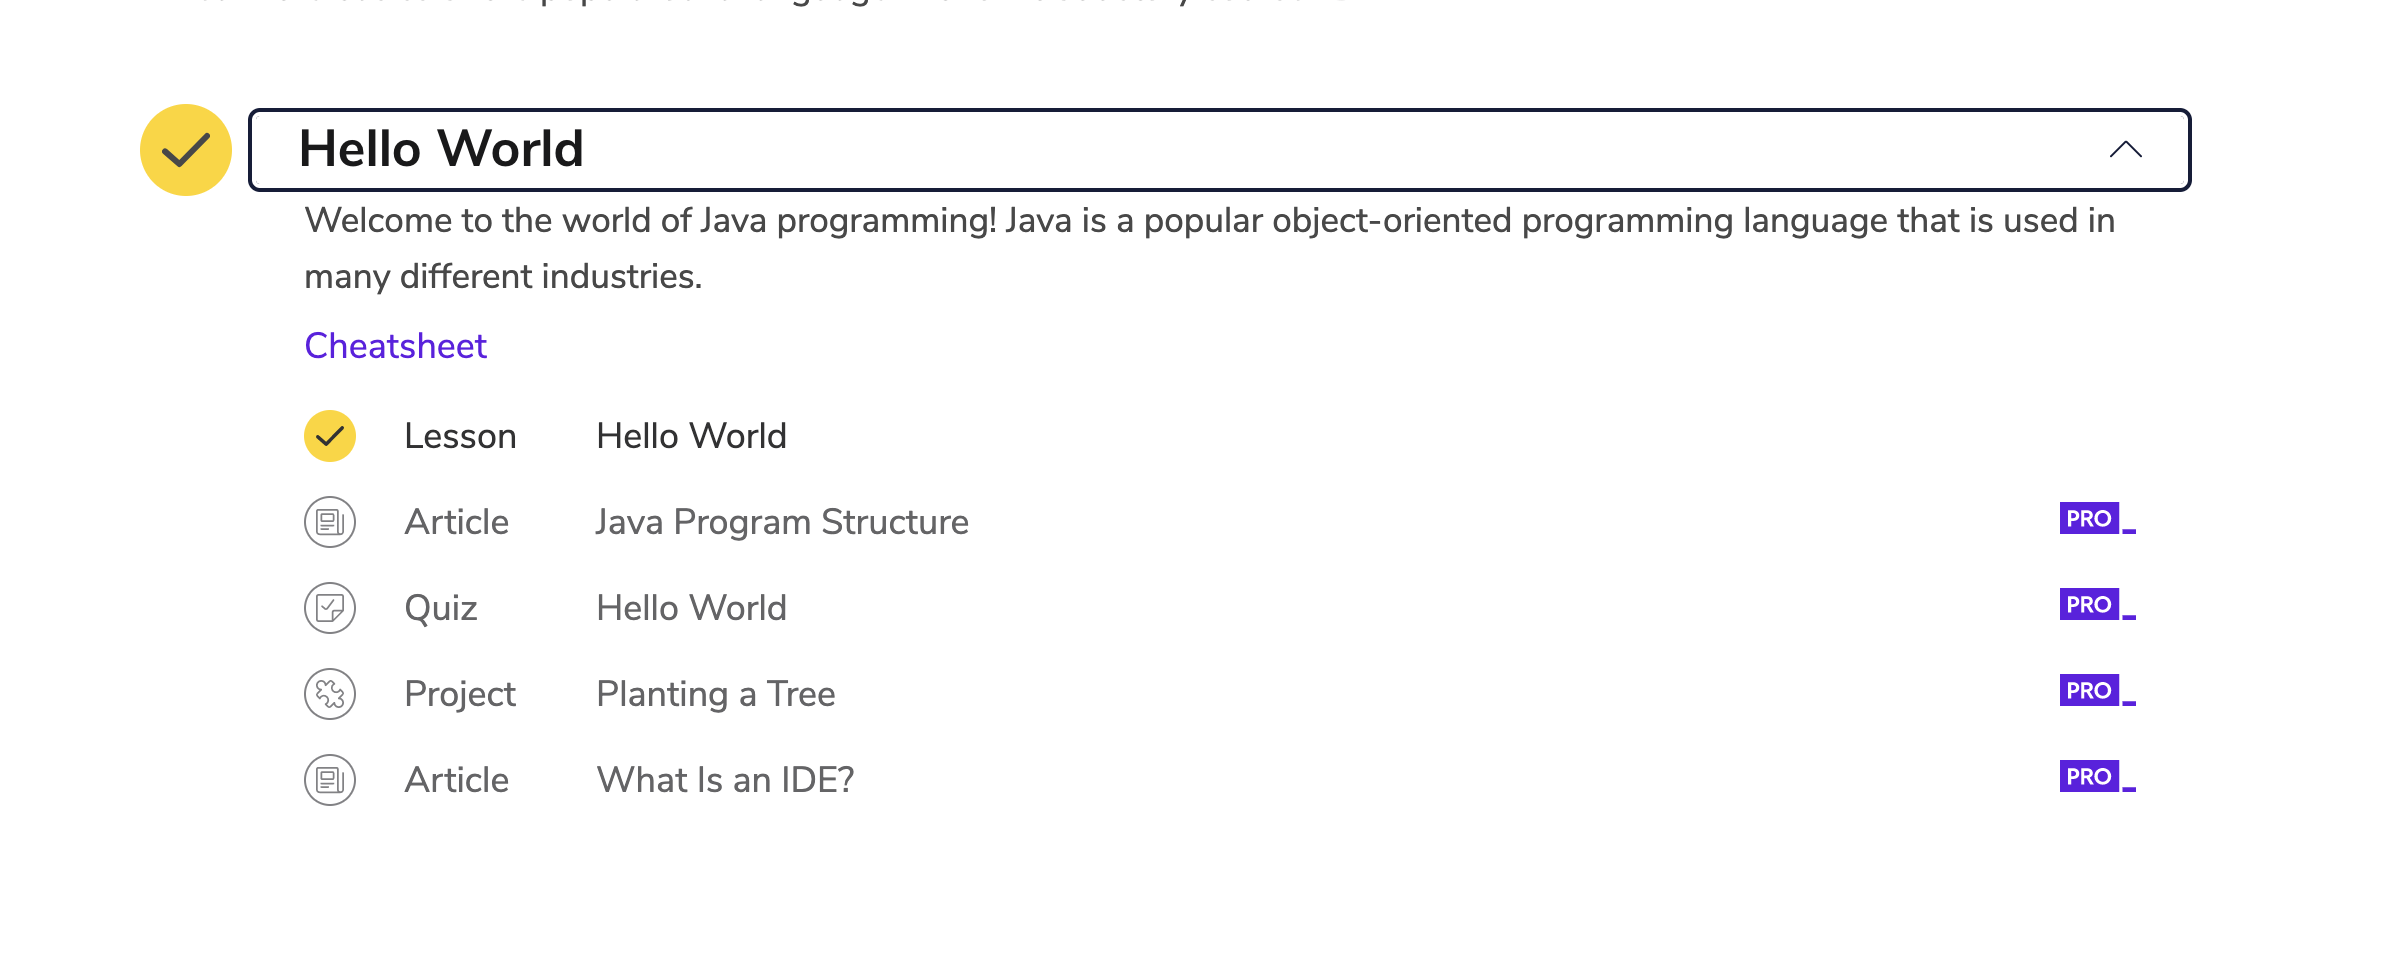 Hello World
Welcome to the world of Java programming! Java is a popular object-oriented programming language that is used in
many different industries.
Cheatsheet
Lesson Hello World
Article Java Program Structure PRO
Quiz Hello World PRO
Project Planting a Tree PRO
Article What Is an IDE? PRO